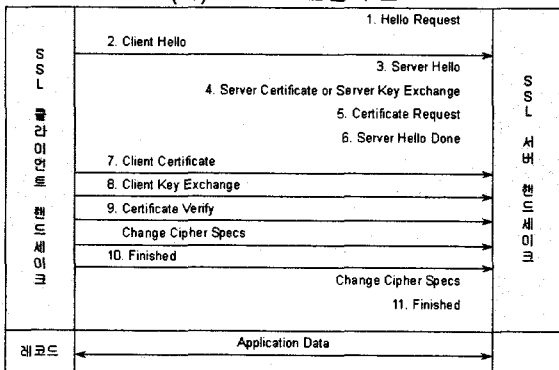 1. Hello Request
2. Client Hello
3. Server Hello
4. Server Certificate or Server Key Exchange
5. Certificate Request
6. Server Hello Done
7. Client Certificate
8. Client Key Exchange
9. Certificate Verify
Change Cipher Specs
10. Finished
Change Cipher Specs
11. Finished
SSL 클라이언트 핸드세이크
SSL 서버 핸드세이크
레코드
Application Data